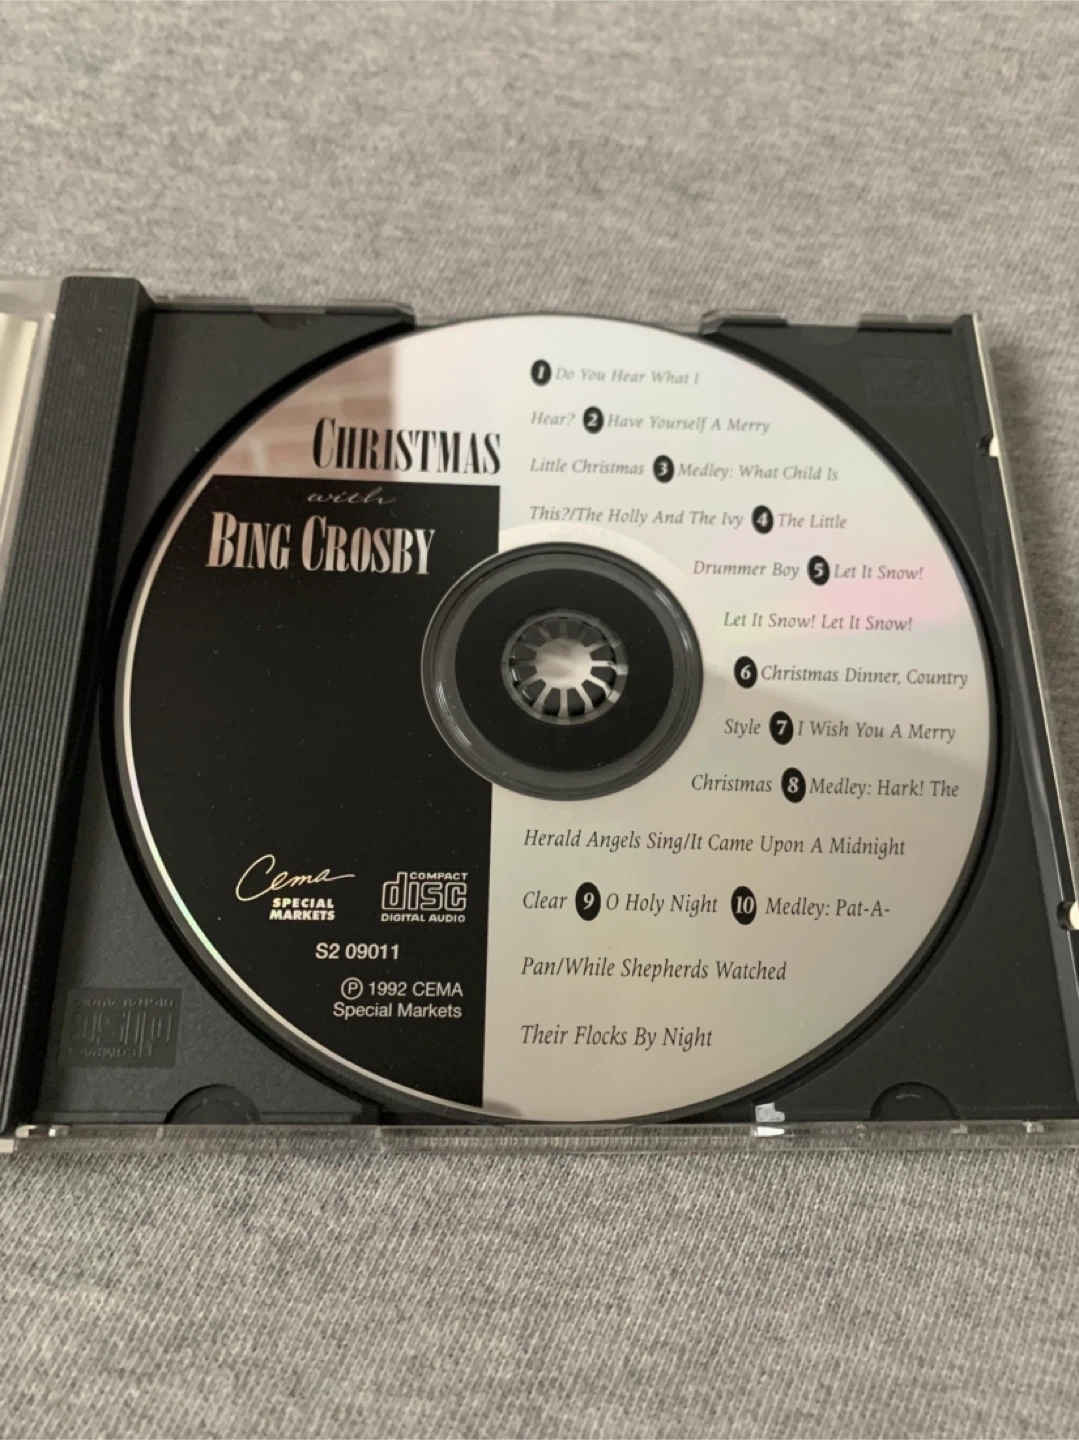 CHRISTMAS
with
BING CROSBY
1 Do You Hear What I
Hear? 2 Have Yourself A Merry
Little Christmas 3 Medley: What Child Is
This?/The Holly And The Ivy 4 The Little
Drummer Boy 5 Let It Snow!
Let It Snow! Let It Snow!
6 Christmas Dinner, Country
Style 7 I Wish You A Merry
Christmas 8 Medley: Hark! The
Herald Angels Sing/It Came Upon A Midnight
Clear 9 O Holy Night 10 Medley: Pat-A-
Pan/While Shepherds Watched
Their Flocks By Night
Cema
SPECIAL
MARKETS
COMPACT
disc
DIGITAL AUDIO
S2 09011
℗ 1992 CEMA
Special Markets